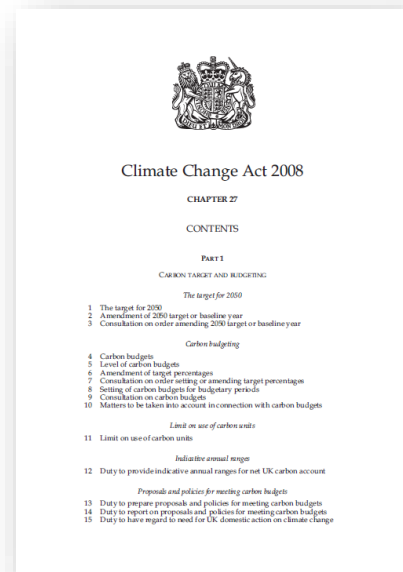 Climate Change Act 2008
CHAPTER 27
CONTENTS
PART 1
CARBON TARGET AND BUDGETING
The target for 2050
1 The target for 2050
2 Amendment of 2050 target or baseline year
3 Consultation on order amending 2050 target or baseline year
Carbon budgeting
4 Carbon budgets
5 Level of carbon budgets
6 Amendment of target percentages
7 Consultation on order setting or amending target percentages
8 Setting of carbon budgets for budgetary periods
9 Consultation on carbon budgets
10 Matters to be taken into account in connection with carbon budgets
Limit on use of carbon units
11 Limit on use of carbon units
Indicative annual ranges
12 Duty to provide indicative annual ranges for net UK carbon account
Proposals and policies for meeting carbon budgets
13 Duty to prepare proposals and policies for meeting carbon budgets
14 Duty to report on proposals and policies for meeting carbon budgets
15 Duty to have regard to need for UK domestic action on climate change